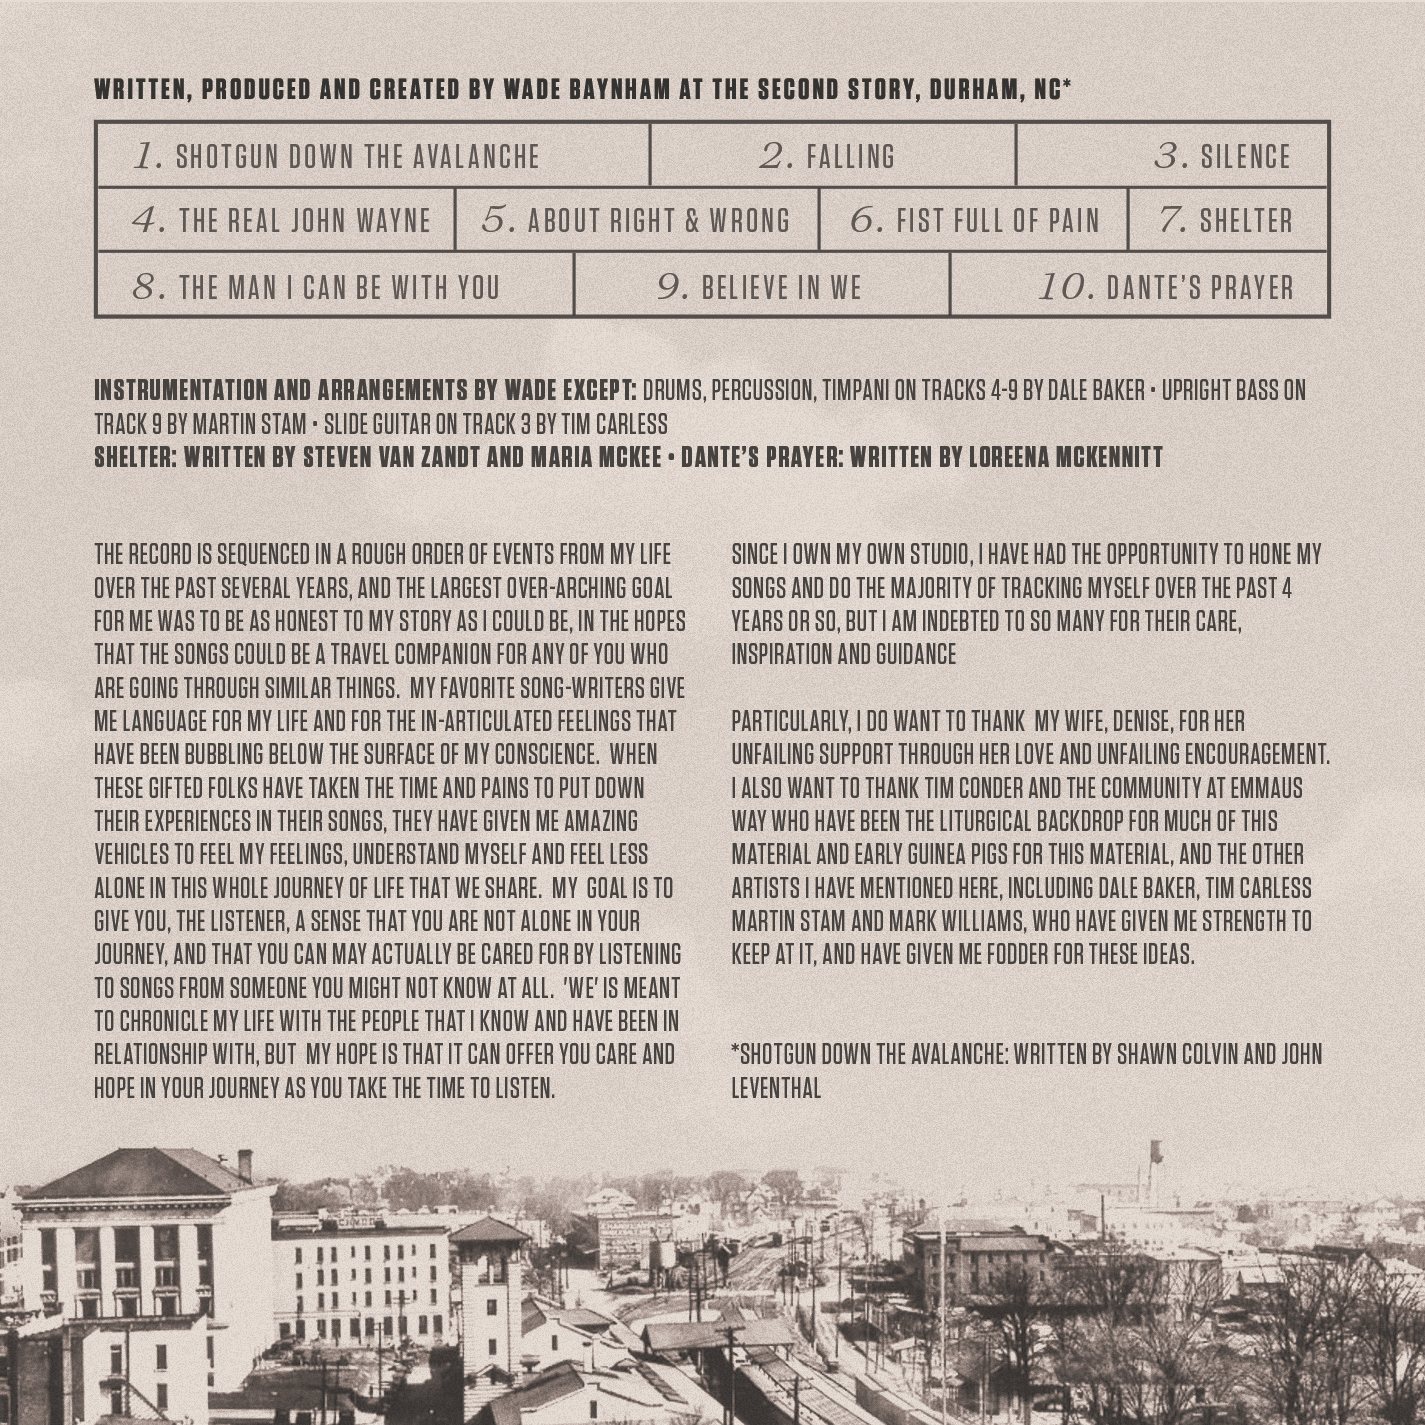 WRITTEN, PRODUCED AND CREATED BY WADE BAYNHAM AT THE SECOND STORY, DURHAM, NC*
1. SHOTGUN DOWN THE AVALANCHE 2. FALLING 3. SILENCE
4. THE REAL JOHN WAYNE 5. ABOUT RIGHT & WRONG 6. FIST FULL OF PAIN 7. SHELTER
8. THE MAN I CAN BE WITH YOU 9. BELIEVE IN WE 10. DANTE'S PRAYER
INSTRUMENTATION AND ARRANGEMENTS BY WADE EXCEPT: DRUMS, PERCUSSION, TIMPANI ON TRACKS 4-9 BY DALE BAKER • UPRIGHT BASS ON
TRACK 9 BY MARTIN STAM • SLIDE GUITAR ON TRACK 3 BY TIM CARLESS
SHELTER: WRITTEN BY STEVEN VAN ZANDT AND MARIA MCKEE • DANTE'S PRAYER: WRITTEN BY LOREENA MCKENNITT
THE RECORD IS SEQUENCED IN A ROUGH ORDER OF EVENTS FROM MY LIFE
OVER THE PAST SEVERAL YEARS, AND THE LARGEST OVER-ARCHING GOAL
FOR ME WAS TO BE AS HONEST TO MY STORY AS I COULD BE, IN THE HOPES
THAT THE SONGS COULD BE A TRAVEL COMPANION FOR ANY OF YOU WHO
ARE GOING THROUGH SIMILAR THINGS. MY FAVORITE SONG-WRITERS GIVE
ME LANGUAGE FOR MY LIFE AND FOR THE IN-ARTICULATED FEELINGS THAT
HAVE BEEN BUBBLING BELOW THE SURFACE OF MY CONSCIENCE. WHEN
THESE GIFTED FOLKS HAVE TAKEN THE TIME AND PAINS TO PUT DOWN
THEIR EXPERIENCES IN THEIR SONGS, THEY HAVE GIVEN ME AMAZING
VEHICLES TO FEEL MY FEELINGS, UNDERSTAND MYSELF AND FEEL LESS
ALONE IN THIS WHOLE JOURNEY OF LIFE THAT WE SHARE. MY GOAL IS TO
GIVE YOU, THE LISTENER, A SENSE THAT YOU ARE NOT ALONE IN YOUR
JOURNEY, AND THAT YOU CAN MAY ACTUALLY BE CARED FOR BY LISTENING
TO SONGS FROM SOMEONE YOU MIGHT NOT KNOW AT ALL. 'WE' IS MEANT
TO CHRONICLE MY LIFE WITH THE PEOPLE THAT I KNOW AND HAVE BEEN IN
RELATIONSHIP WITH, BUT MY HOPE IS THAT IT CAN OFFER YOU CARE AND
HOPE IN YOUR JOURNEY AS YOU TAKE THE TIME TO LISTEN.
SINCE I OWN MY OWN STUDIO, I HAVE HAD THE OPPORTUNITY TO HONE MY
SONGS AND DO THE MAJORITY OF TRACKING MYSELF OVER THE PAST 4
YEARS OR SO, BUT I AM INDEBTED TO SO MANY FOR THEIR CARE,
INSPIRATION AND GUIDANCE
PARTICULARLY, I DO WANT TO THANK MY WIFE, DENISE, FOR HER
UNFAILING SUPPORT THROUGH HER LOVE AND UNFAILING ENCOURAGEMENT.
I ALSO WANT TO THANK TIM CONDER AND THE COMMUNITY AT EMMAUS
WAY WHO HAVE BEEN THE LITURGICAL BACKDROP FOR MUCH OF THIS
MATERIAL AND EARLY GUINEA PIGS FOR THIS MATERIAL, AND THE OTHER
ARTISTS I HAVE MENTIONED HERE, INCLUDING DALE BAKER, TIM CARLESS
MARTIN STAM AND MARK WILLIAMS, WHO HAVE GIVEN ME STRENGTH TO
KEEP AT IT, AND HAVE GIVEN ME FODDER FOR THESE IDEAS.
*SHOTGUN DOWN THE AVALANCHE: WRITTEN BY SHAWN COLVIN AND JOHN
LEVENTHAL